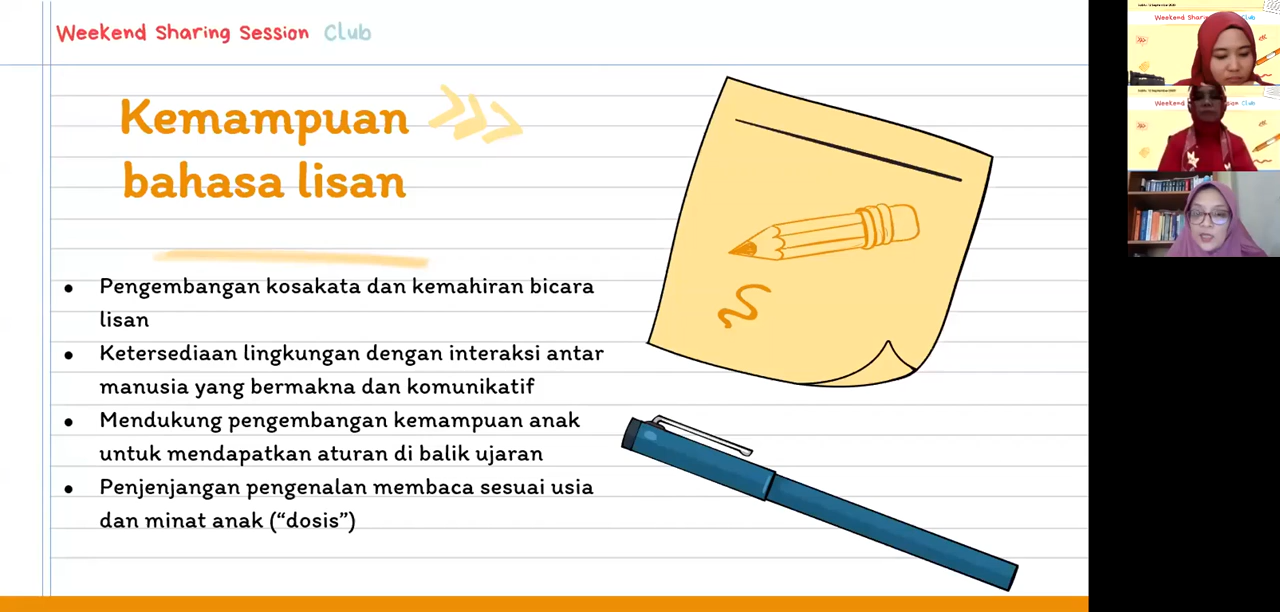 Weekend Sharing Session Club
Kemampuan
bahasa lisan
• Pengembangan kosakata dan kemahiran bicara
lisan
• Ketersediaan lingkungan dengan interaksi antar
manusia yang bermakna dan komunikatif
• Mendukung pengembangan kemampuan anak
untuk mendapatkan aturan di balik ujaran
• Penjenjangan pengenalan membaca sesuai usia
dan minat anak (“dosis”)